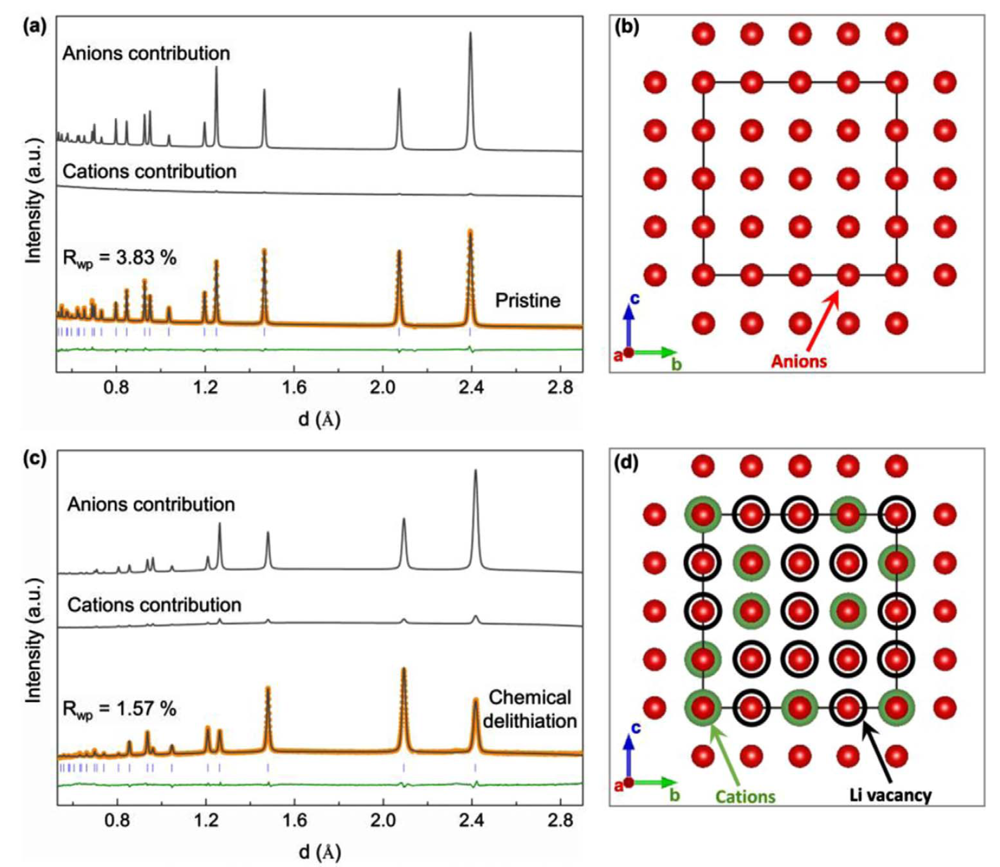 (a)
Anions contribution
Cations contribution
Rwp = 3.83 %
Pristine
Intensity (a.u.)
0.8 1.2 1.6 2.0 2.4 2.8
d (Å)
(b)
c
a
b
Anions
(c)
Anions contribution
Cations contribution
Rwp = 1.57 %
Chemical
delithiation
Intensity (a.u.)
0.8 1.2 1.6 2.0 2.4 2.8
d (Å)
(d)
c
a
b
Cations
Li vacancy